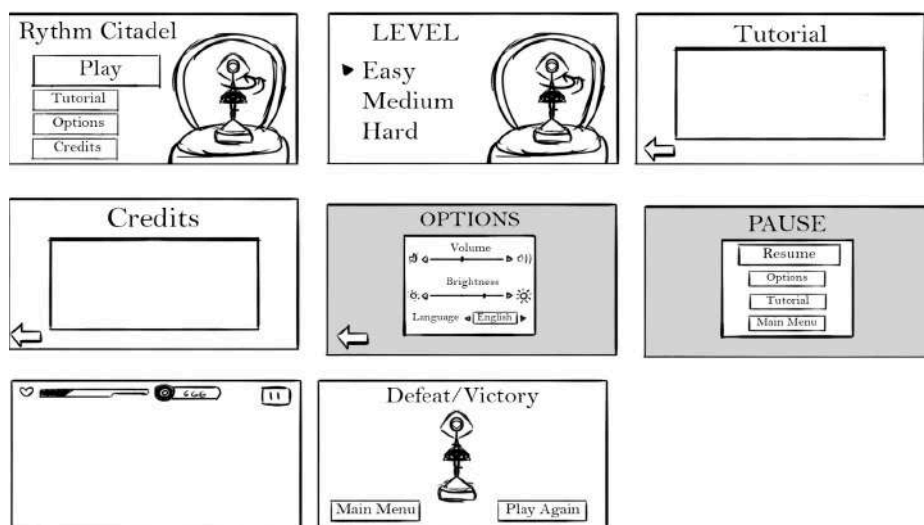 Rythm Citadel
Play
Tutorial
Options
Credits
LEVEL
Easy
Medium
Hard
Tutorial
Credits
OPTIONS
Volume
Brightness
Language English
PAUSE
Resume
Options
Tutorial
Main Menu
Defeat/Victory
Main Menu
Play Again